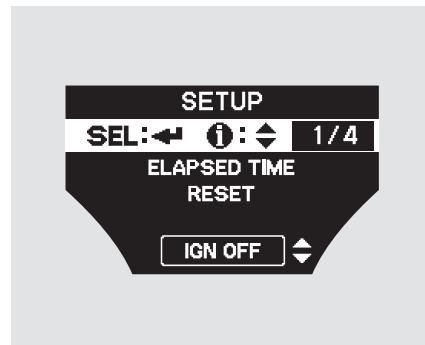 SETUP
SEL:↵ i:◆ 1/4
ELAPSED TIME
RESET
IGN OFF